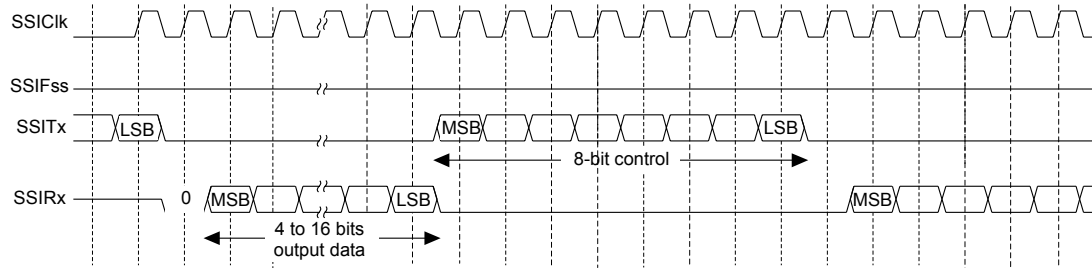 SSIClk
SSIFss
SSITx
LSB
MSB
LSB
8-bit control
SSIRx
0
MSB
LSB
MSB
4 to 16 bits
output data